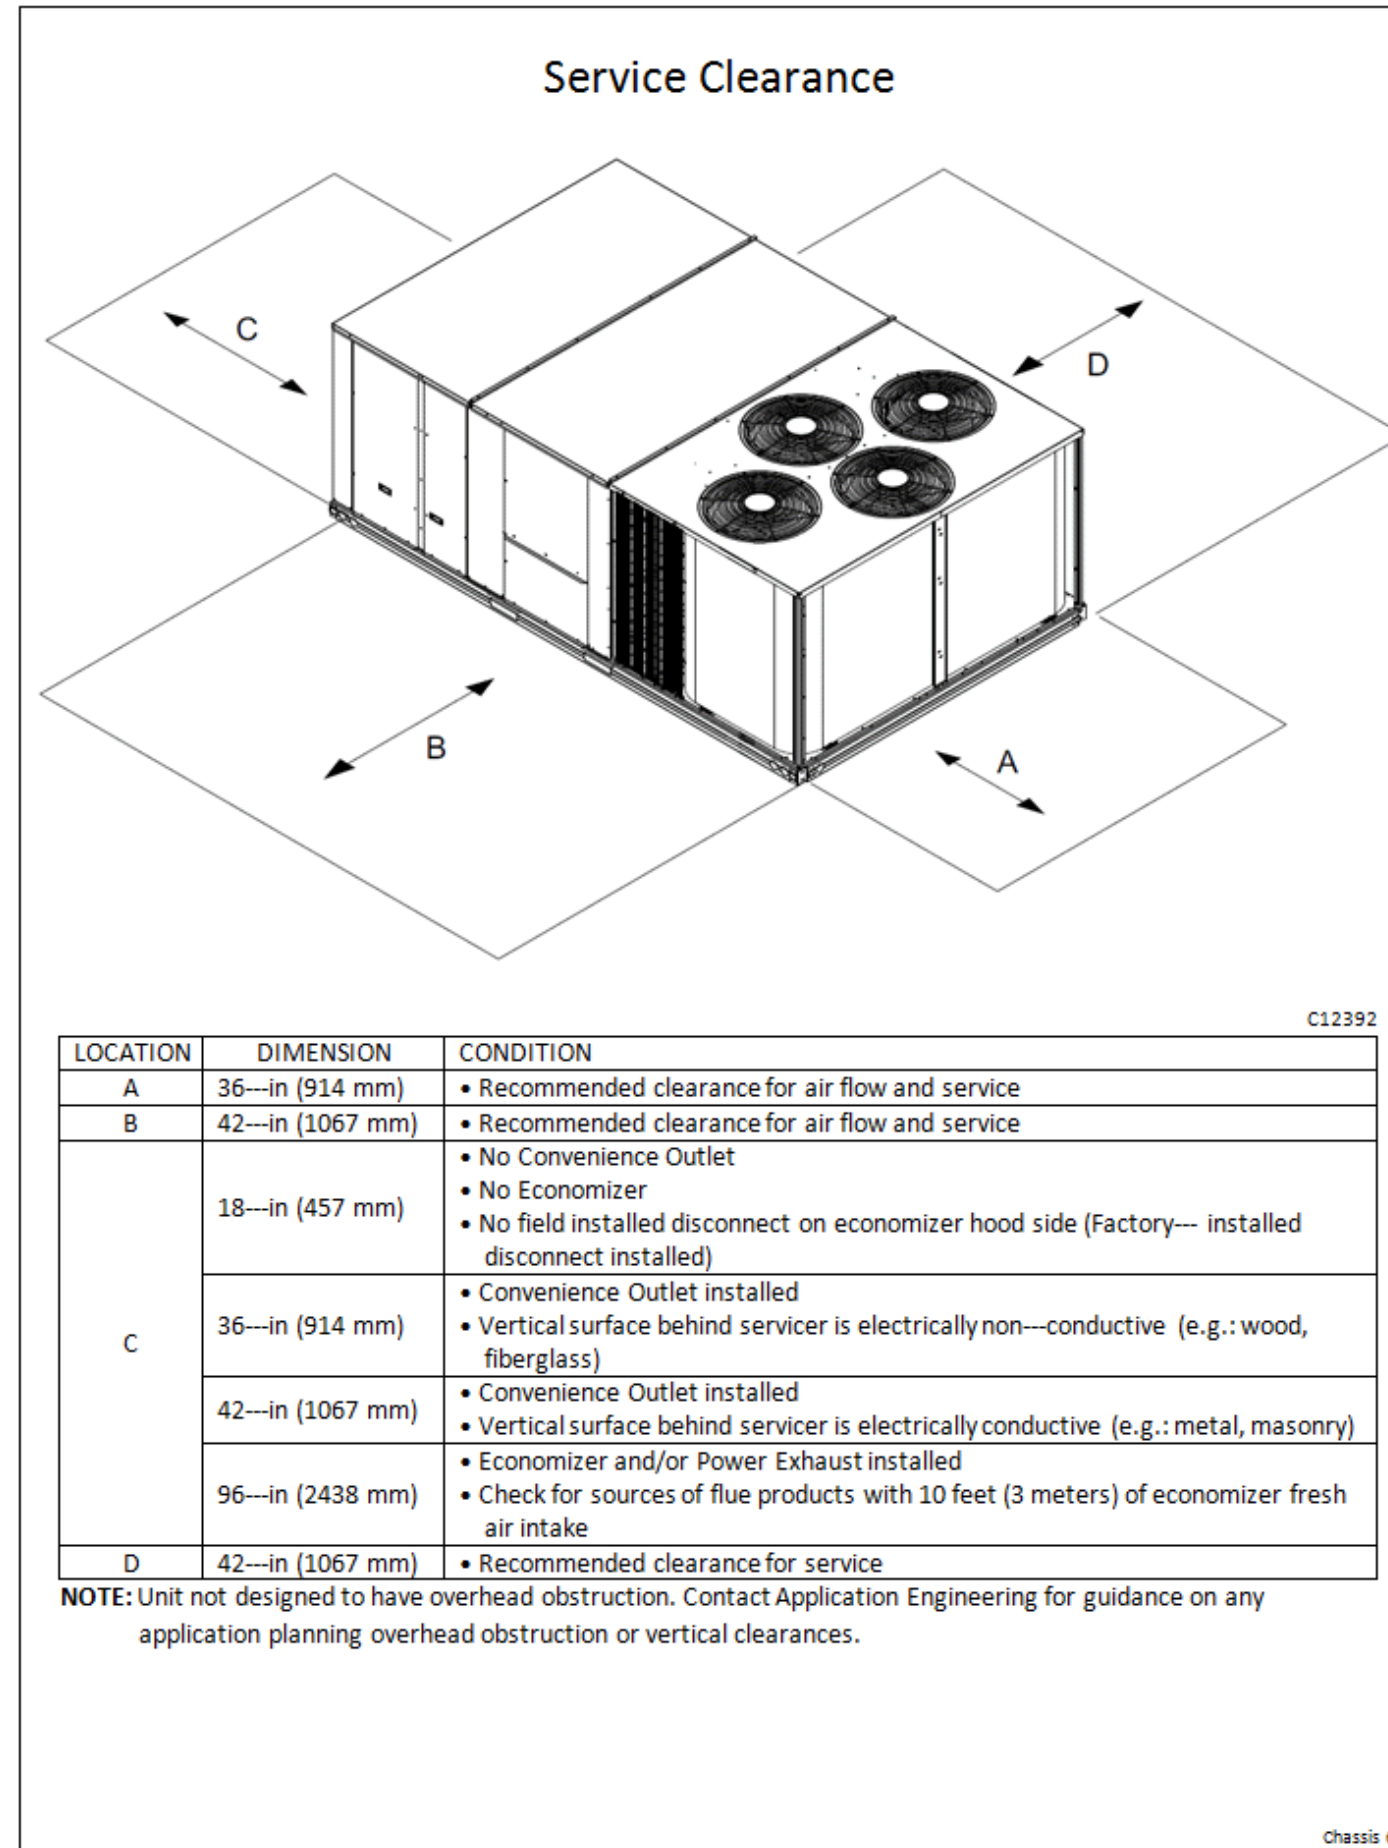 Service Clearance
C
D
B
A
C12392
LOCATION DIMENSION CONDITION
A 36---in (914 mm) • Recommended clearance for air flow and service
B 42---in (1067 mm) • Recommended clearance for air flow and service
C
18---in (457 mm)
• No Convenience Outlet
• No Economizer
• No field installed disconnect on economizer hood side (Factory--- installed
disconnect installed)
36---in (914 mm)
• Convenience Outlet installed
• Vertical surface behind servicer is electrically non---conductive (e.g.: wood,
fiberglass)
42---in (1067 mm)
• Convenience Outlet installed
• Vertical surface behind servicer is electrically conductive (e.g.: metal, masonry)
96---in (2438 mm)
• Economizer and/or Power Exhaust installed
• Check for sources of flue products with 10 feet (3 meters) of economizer fresh
air intake
D 42---in (1067 mm) • Recommended clearance for service
NOTE: Unit not designed to have overhead obstruction. Contact Application Engineering for guidance on any
application planning overhead obstruction or vertical clearances.
Chassis